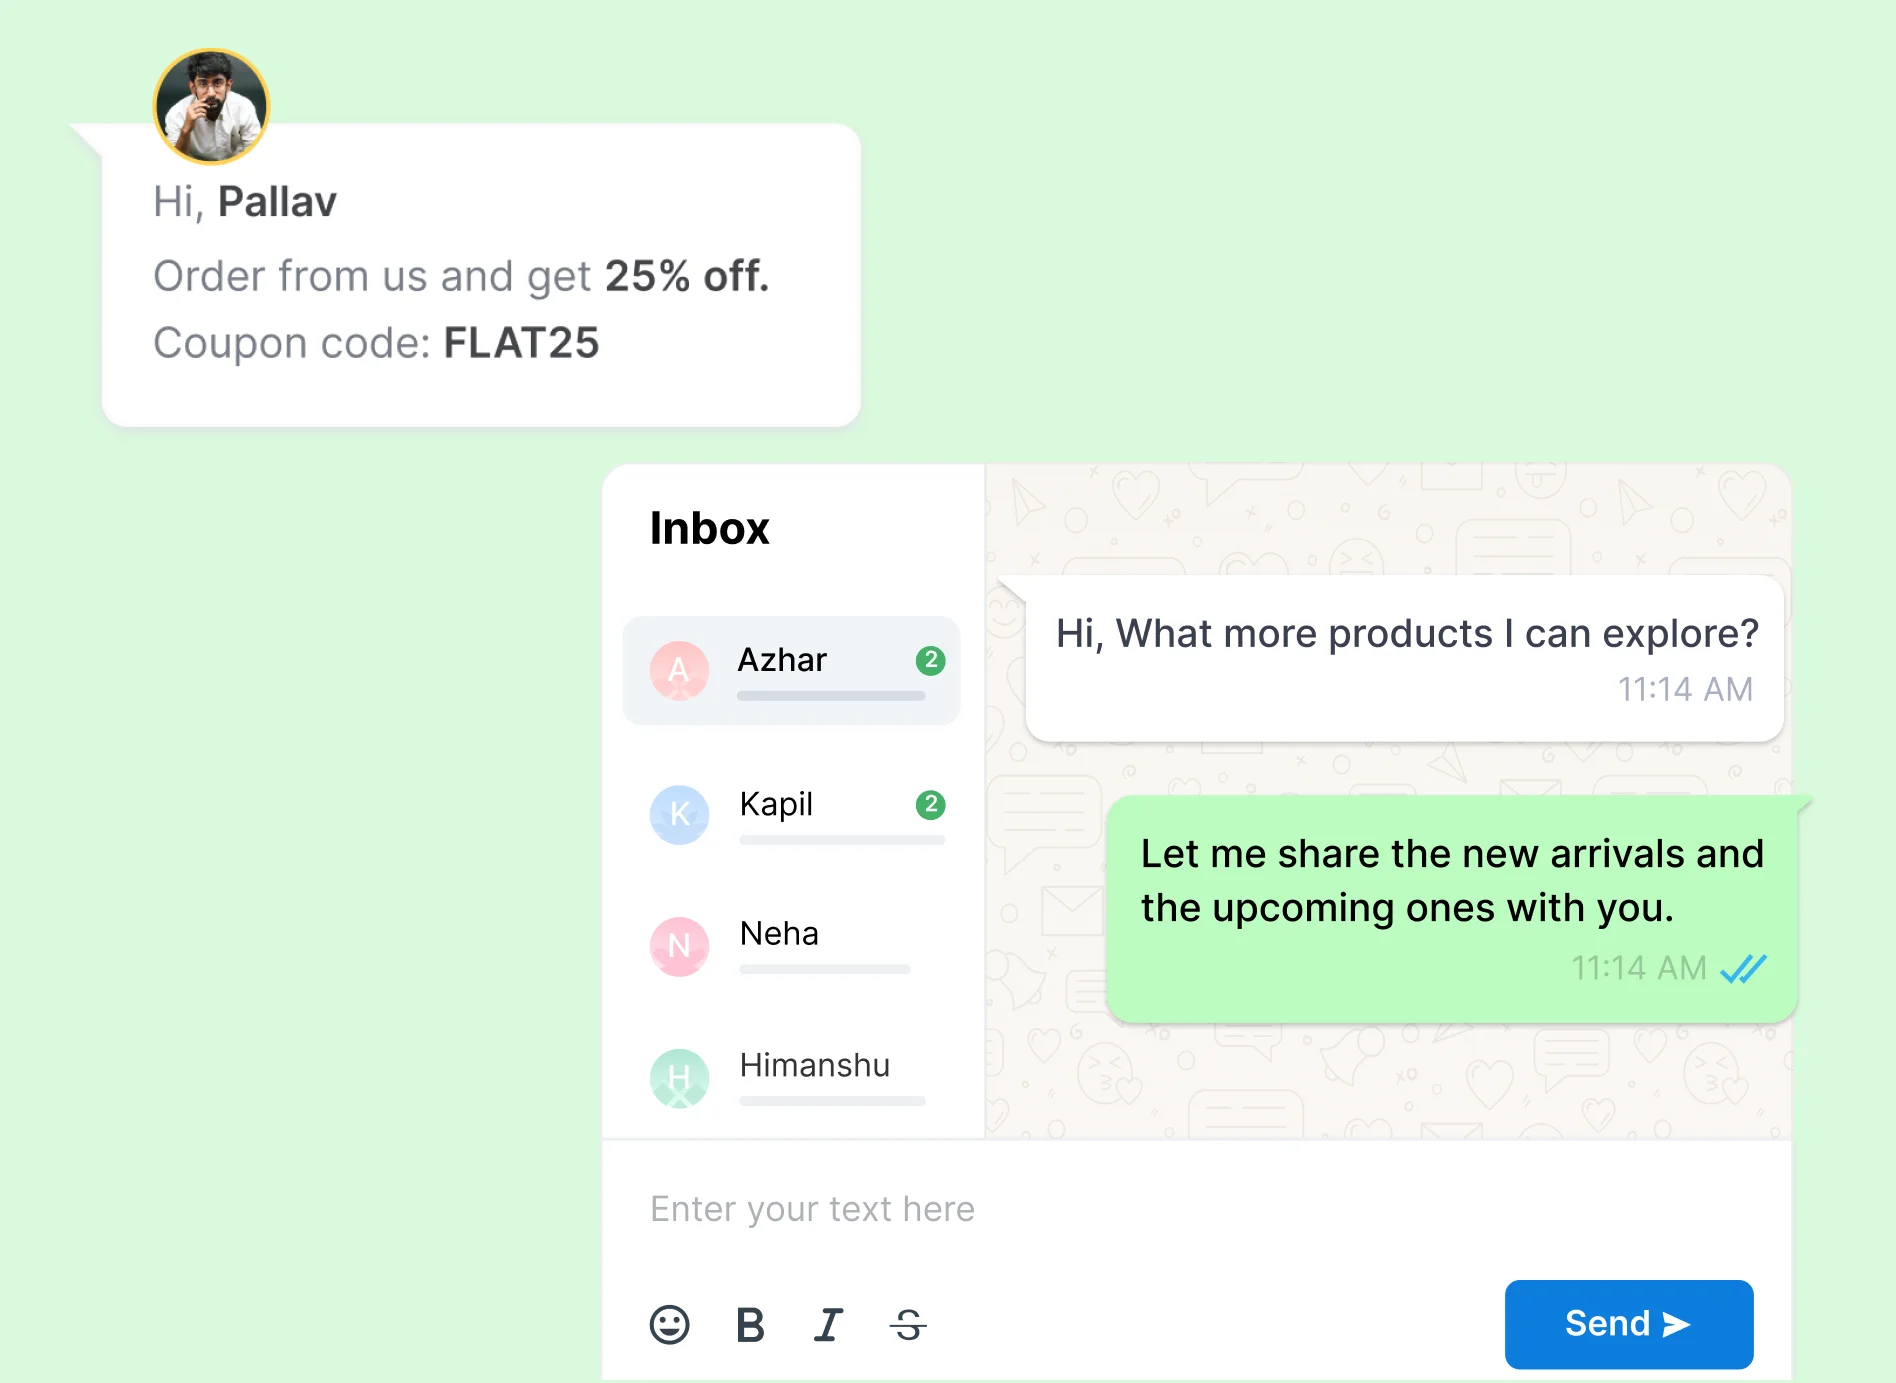 Hi, Pallav
Order from us and get 25% off.
Coupon code: FLAT25
Inbox
A
Azhar
2
K
Kapil
2
N
Neha
H
Himanshu
Hi, What more products I can explore?
11:14 AM
Let me share the new arrivals and
the upcoming ones with you.
11:14 AM
Enter your text here
B I S
Send